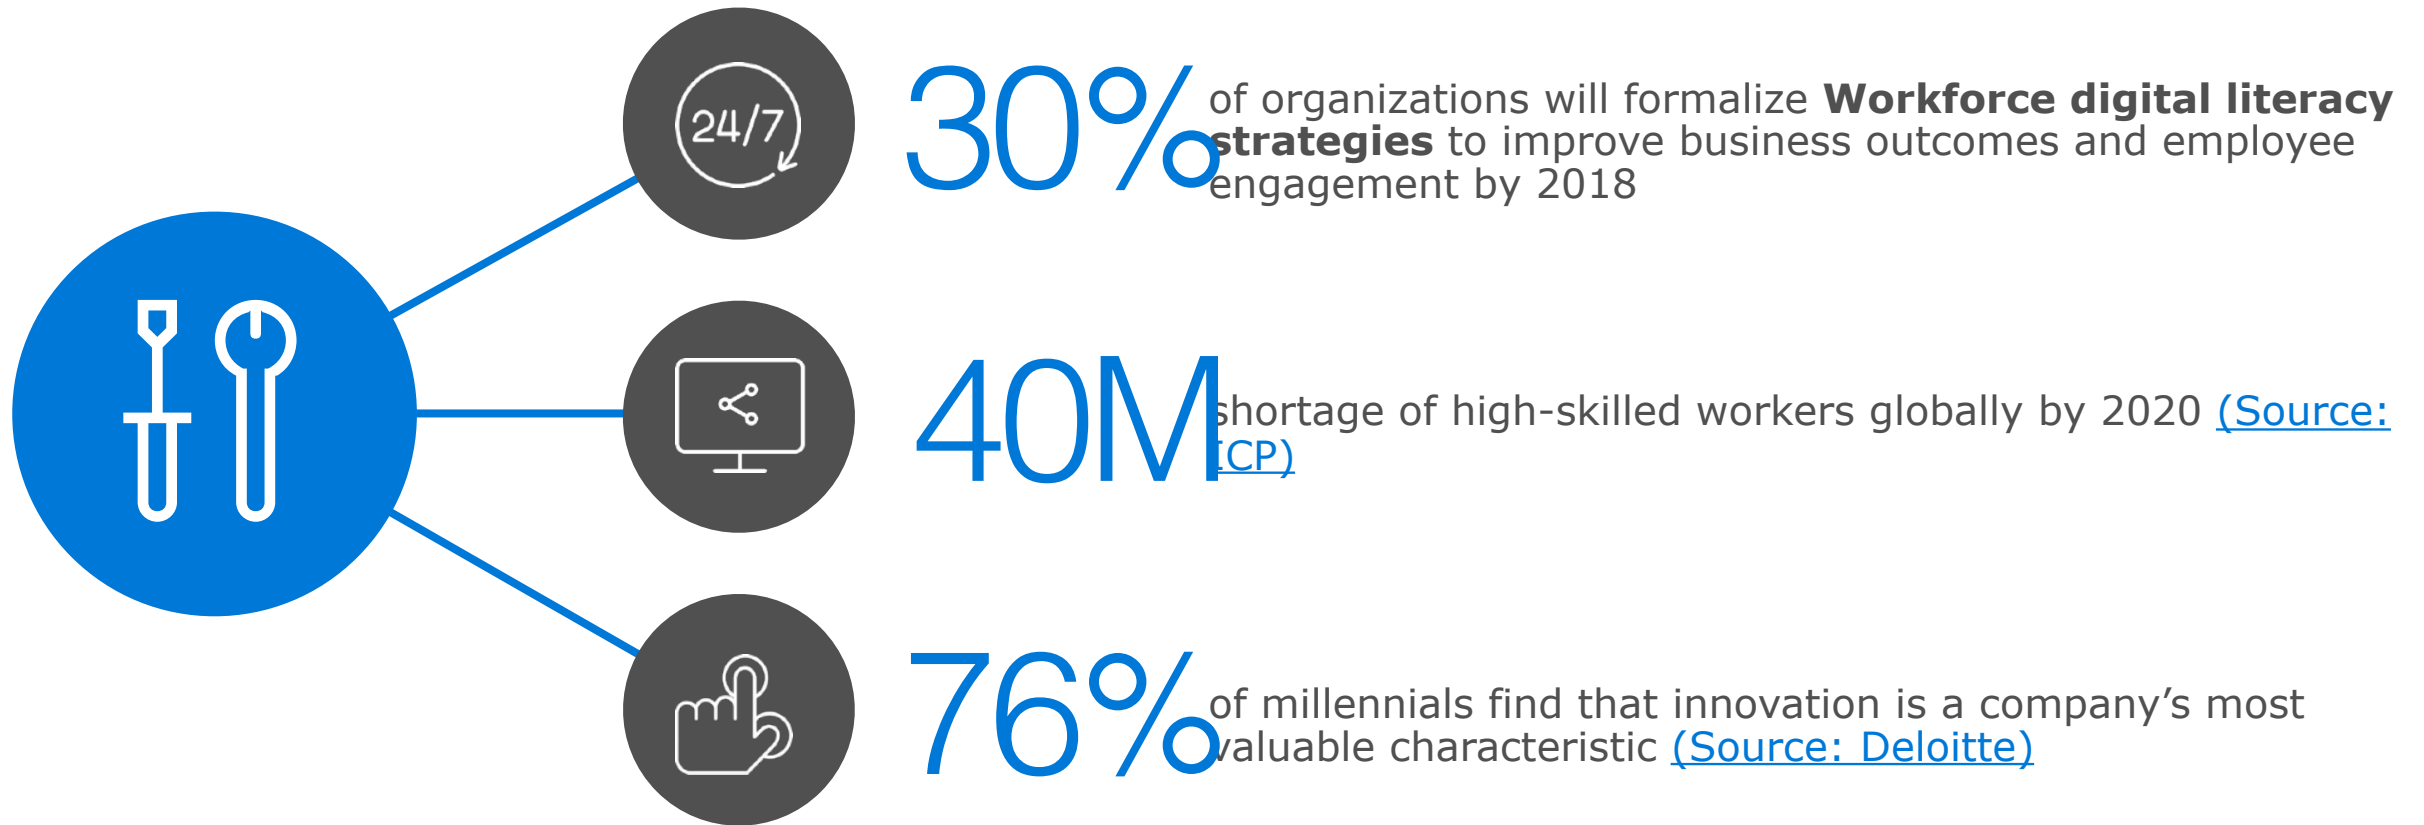 24/7
30%
of organizations will formalize Workforce digital literacy
strategies to improve business outcomes and employee
engagement by 2018
40M
shortage of high-skilled workers globally by 2020 (Source:
ICP)
76%
of millennials find that innovation is a company’s most
valuable characteristic (Source: Deloitte)